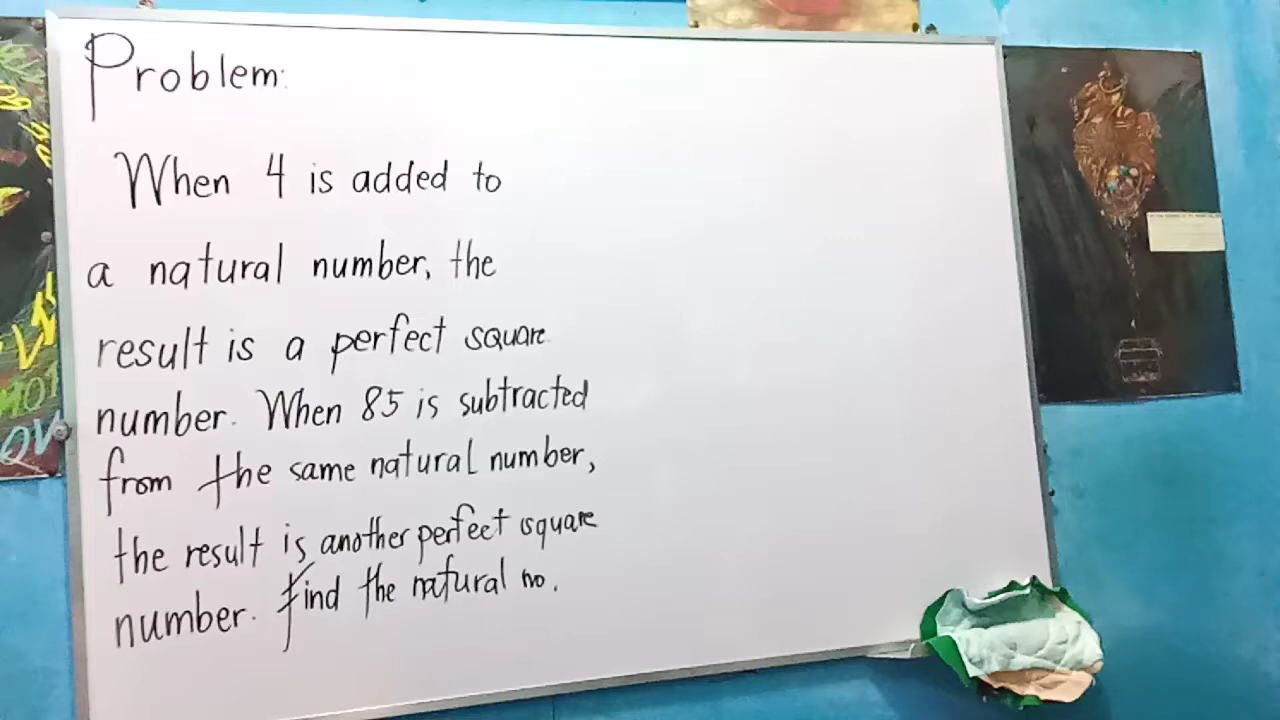 Problem:
When 4 is added to
a natural number, the
result is a perfect square
number. When 85 is subtracted
from the same natural number,
the result is another perfect square
number. find the natural no.